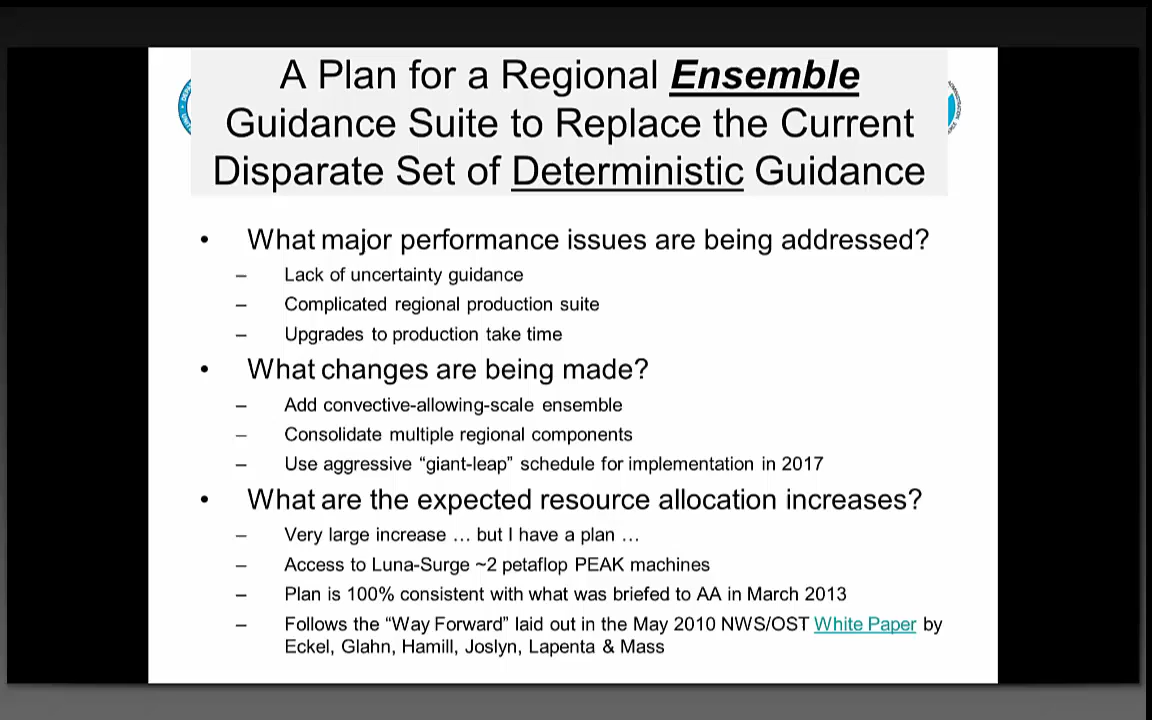 A Plan for a Regional Ensemble
Guidance Suite to Replace the Current
Disparate Set of Deterministic Guidance
• What major performance issues are being addressed?
– Lack of uncertainty guidance
– Complicated regional production suite
– Upgrades to production take time
• What changes are being made?
– Add convective-allowing-scale ensemble
– Consolidate multiple regional components
– Use aggressive “giant-leap” schedule for implementation in 2017
• What are the expected resource allocation increases?
– Very large increase … but I have a plan …
– Access to Luna-Surge ~2 petaflop PEAK machines
– Plan is 100% consistent with what was briefed to AA in March 2013
– Follows the “Way Forward” laid out in the May 2010 NWS/OST White Paper by
Eckel, Glahn, Hamill, Joslyn, Lapenta & Mass